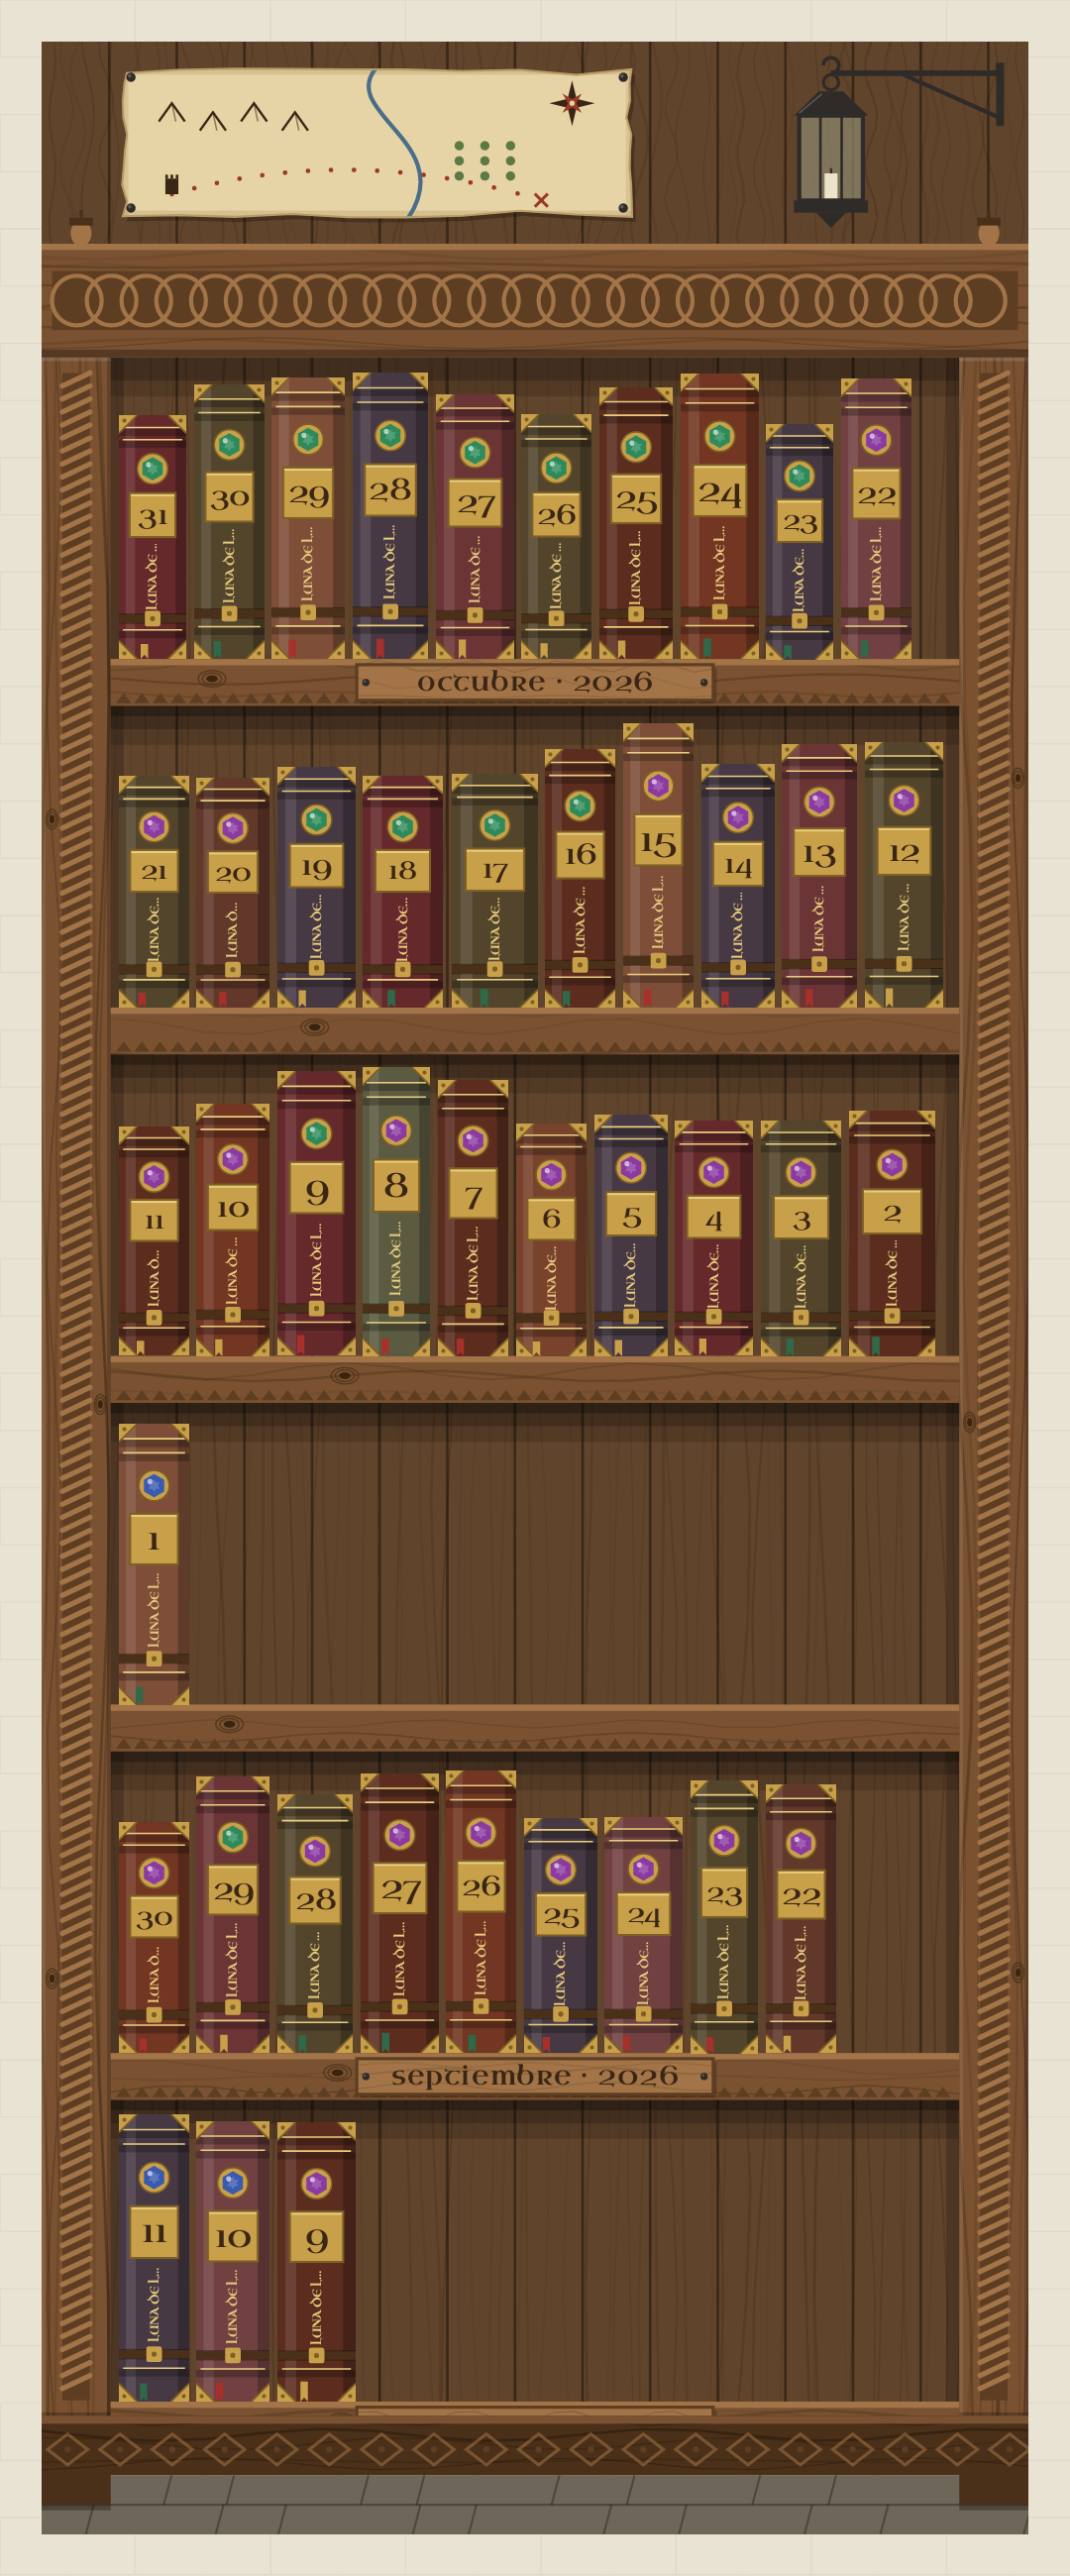 31
Luna de ...
30
Luna de l...
29
Luna de l...
28
Luna de l...
27
Luna de ...
26
Luna de ...
25
Luna de l...
24
Luna de l...
23
Luna de...
22
Luna de l...
octubre · 2026
21
Luna de...
20
Luna d...
19
Luna de...
18
Luna de...
17
Luna de...
16
Luna de ...
15
Luna de l...
14
Luna de ...
13
Luna de ...
12
Luna de ...
11
Luna d...
10
Luna de ...
9
Luna de l...
8
Luna de l...
7
Luna de l...
6
Luna de...
5
Luna de...
4
Luna de...
3
Luna de...
2
Luna de ...
1
Luna de l...
30
Luna d...
29
Luna de l...
28
Luna de ...
27
Luna de l...
26
Luna de l...
25
Luna de...
24
Luna de...
23
Luna de l...
22
Luna de l...
septiembre · 2026
11
Luna de l...
10
Luna de l...
9
Luna de l...